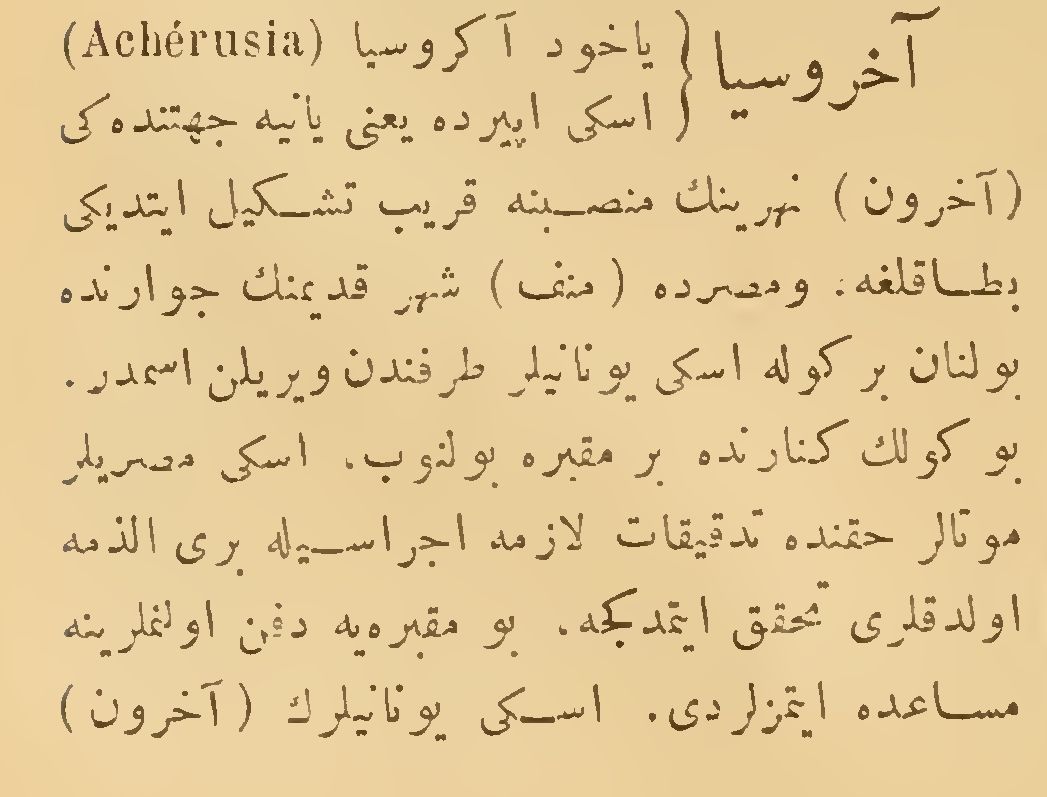 آخروسیا { یاخود آکروسیا (Achérusia)
اسکی اپیرده یعنی یانیه جهتنده‌کی
(آخرون) نهرینك منصبنه قریب تشکیل ایتدیکی
بطاقلغه؛ ومصرده (منف) شهر قدیمنك جوارنده
بولنان بر کوله اسکی یونانیلر طرفندن ویریلن اسمدر.
بو کولك کنارنده بر مقبره بولنوب، اسکی مصریلر
موتالر حقنده تدقیقات لازمه اجراسیله بری الذمه
اولدقلری تحقق ایتمدکجه، بو مقبره‌یه دفن اولنملرینه
مساعده ایتمزلردی. اسکی یونانیلرك (آخرون)